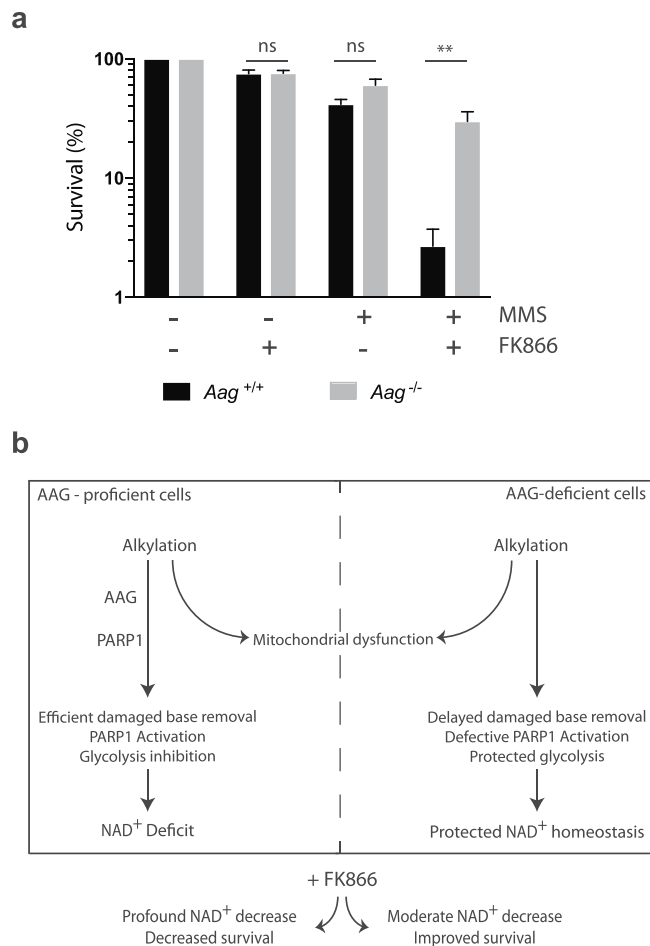 a
ns ns **
100
10
1
Survival (%)
- - + + MMS
- + - + FK866
Aag +/+ Aag -/-
b
AAG - proficient cells AAG-deficient cells
Alkylation Alkylation
AAG
PARP1 Mitochondrial dysfunction
Efficient damaged base removal Delayed damaged base removal
PARP1 Activation Defective PARP1 Activation
Glycolysis inhibition Protected glycolysis
NAD+ Deficit Protected NAD+ homeostasis
+ FK866
Profound NAD+ decrease Moderate NAD+ decrease
Decreased survival Improved survival